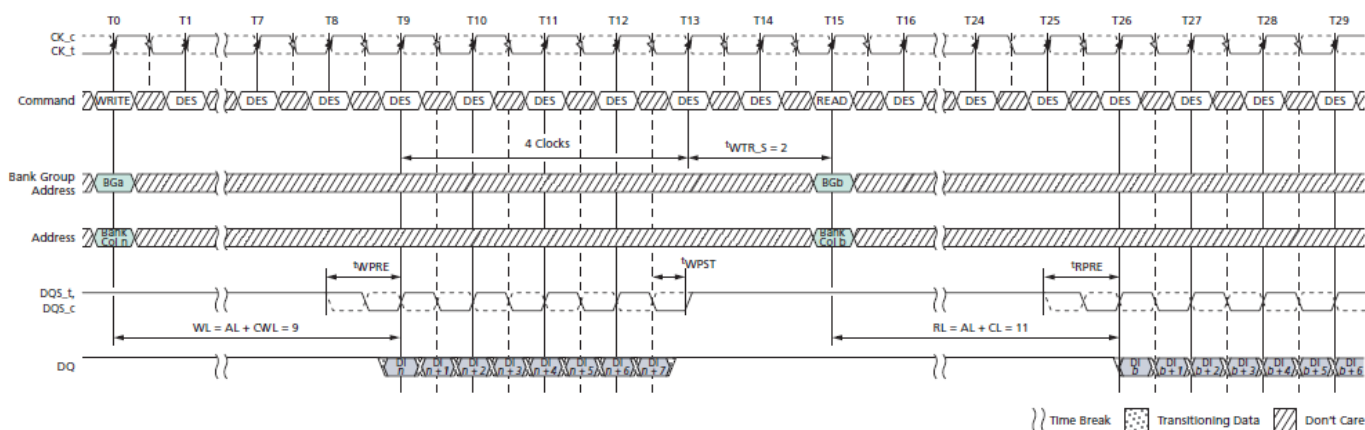 T0 T1 T7 T8 T9 T10 T11 T12 T13 T14 T15 T16 T24 T25 T26 T27 T28 T29
CK_c
CK_t
Command WRITE DES DES DES DES DES DES DES DES DES READ DES DES DES DES DES DES DES
4 Clocks tWTR_S = 2
Bank Group
Address
BGa BGb
Address
Bank
Col n
Bank
Col b
tWPRE tWPST tRPRE
DQS_t,
DQS_c
WL = AL + CWL = 9 RL = AL + CL = 11
DQ
DI
n
DI
n + 1
DI
n + 2
DI
n + 3
DI
n + 4
DI
n + 5
DI
n + 6
DI
n + 7
DI
b
DI
b + 1
DI
b + 2
DI
b + 3
DI
b + 4
DI
b + 5
DI
b + 6
Time Break Transitioning Data Don't Care